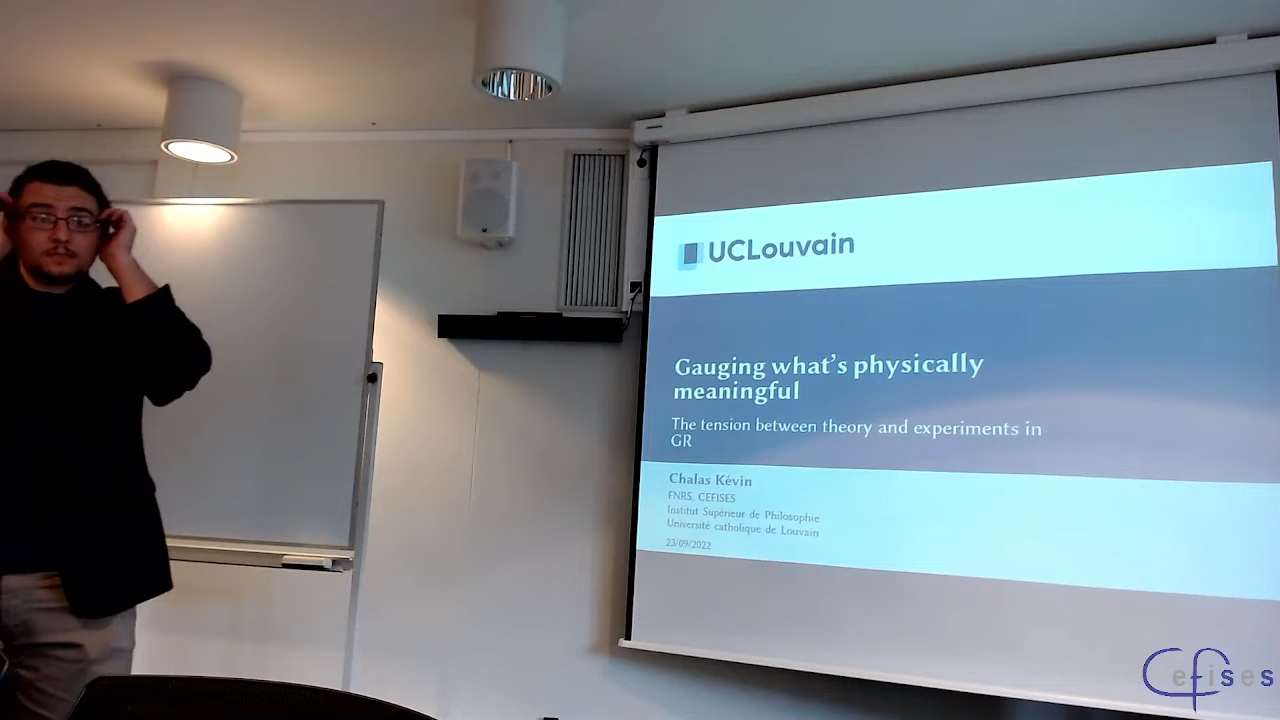 UCLouvain
Gauging what's physically
meaningful
The tension between theory and experiments in
GR
Chalas Kévin
FNRS, CEFISES
Institut Supérieur de Philosophie
Université catholique de Louvain
23/09/2022
Cefises